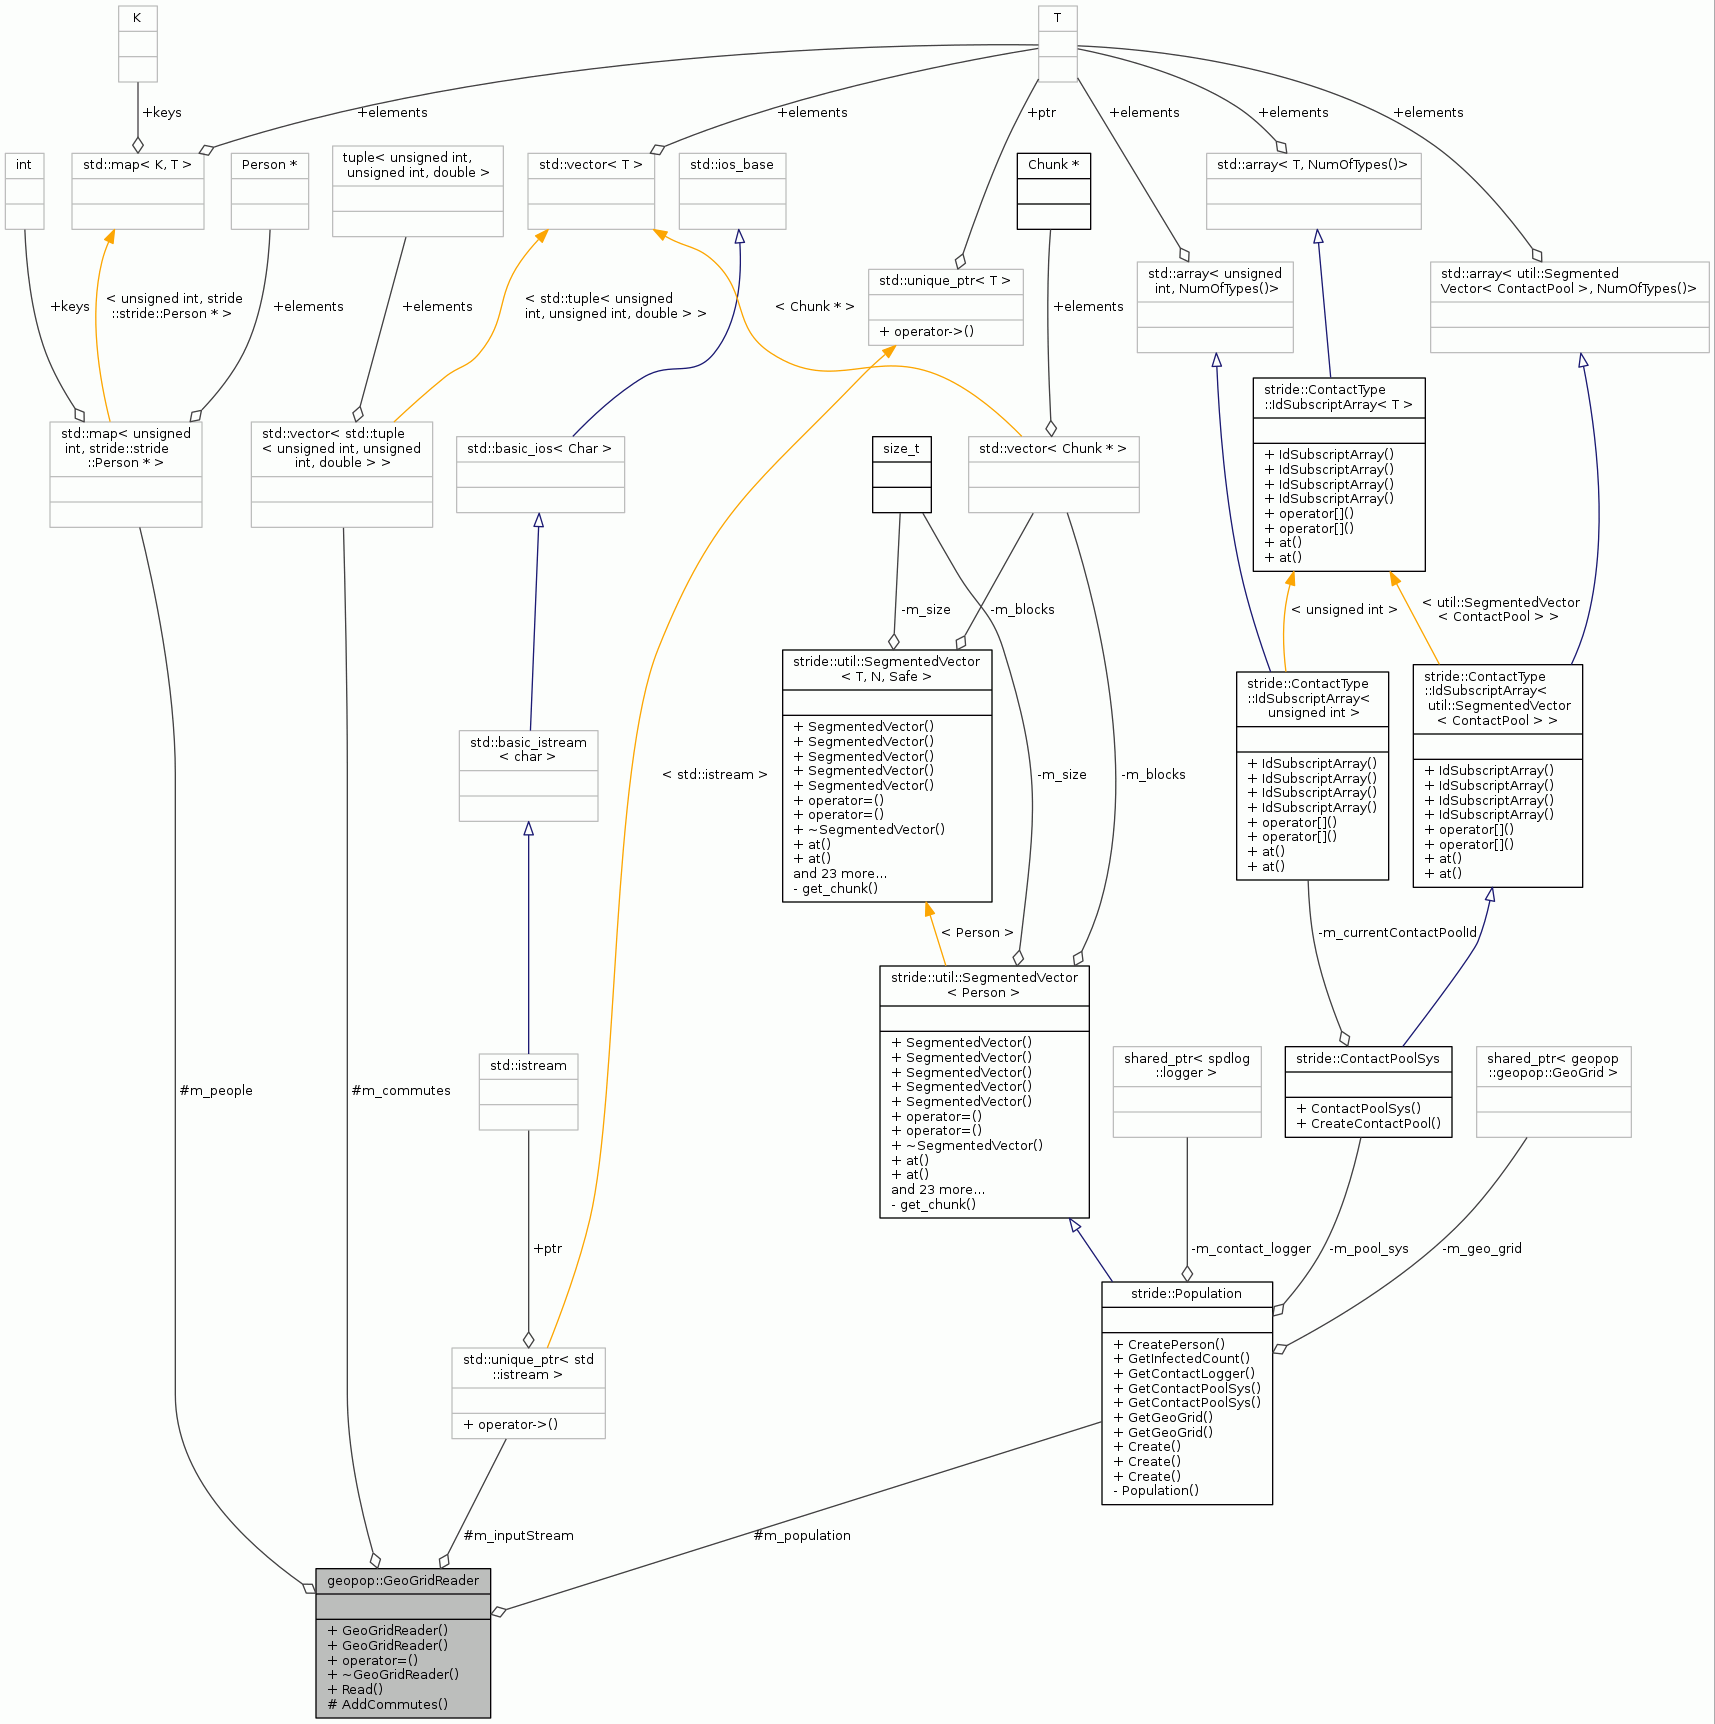 K
T
+keys
+elements
+elements
+ptr
+elements
+elements
+elements
int
std::map< K, T >
Person *
tuple< unsigned int,
unsigned int, double >
std::vector< T >
std::ios_base
Chunk *
std::array< T, NumOfTypes()>
std::unique_ptr< T >
+ operator->()
std::array< unsigned
int, NumOfTypes()>
std::array< util::Segmented
Vector< ContactPool >, NumOfTypes()>
+keys
< unsigned int, stride
::stride::Person * >
+elements
+elements
< std::tuple< unsigned
int, unsigned int, double > >
< Chunk * >
+elements
stride::ContactType
::IdSubscriptArray< T >
+ IdSubscriptArray()
+ IdSubscriptArray()
+ IdSubscriptArray()
+ IdSubscriptArray()
+ operator[]()
+ operator[]()
+ at()
+ at()
std::map< unsigned
int, stride::stride
::Person * >
std::vector< std::tuple
< unsigned int, unsigned
int, double > >
std::basic_ios< Char >
size_t
std::vector< Chunk * >
-m_size
-m_blocks
< unsigned int >
< util::SegmentedVector
< ContactPool > >
stride::util::SegmentedVector
< T, N, Safe >
+ SegmentedVector()
+ SegmentedVector()
+ SegmentedVector()
+ SegmentedVector()
+ SegmentedVector()
+ operator=()
+ operator=()
+ ~SegmentedVector()
+ at()
+ at()
and 23 more...
- get_chunk()
stride::ContactType
::IdSubscriptArray<
unsigned int >
+ IdSubscriptArray()
+ IdSubscriptArray()
+ IdSubscriptArray()
+ IdSubscriptArray()
+ operator[]()
+ operator[]()
+ at()
+ at()
stride::ContactType
::IdSubscriptArray<
util::SegmentedVector
< ContactPool > >
+ IdSubscriptArray()
+ IdSubscriptArray()
+ IdSubscriptArray()
+ IdSubscriptArray()
+ operator[]()
+ operator[]()
+ at()
+ at()
std::basic_istream
< char >
< std::istream >
-m_size
-m_blocks
< Person >
-m_currentContactPoolId
stride::util::SegmentedVector
< Person >
+ SegmentedVector()
+ SegmentedVector()
+ SegmentedVector()
+ SegmentedVector()
+ SegmentedVector()
+ operator=()
+ operator=()
+ ~SegmentedVector()
+ at()
+ at()
and 23 more...
- get_chunk()
std::istream
shared_ptr< spdlog
::logger >
stride::ContactPoolSys
+ ContactPoolSys()
+ CreateContactPool()
shared_ptr< geopop
::geopop::GeoGrid >
#m_people
#m_commutes
+ptr
-m_contact_logger
-m_pool_sys
-m_geo_grid
stride::Population
+ CreatePerson()
+ GetInfectedCount()
+ GetContactLogger()
+ GetContactPoolSys()
+ GetContactPoolSys()
+ GetGeoGrid()
+ GetGeoGrid()
+ Create()
+ Create()
+ Create()
- Population()
std::unique_ptr< std
::istream >
+ operator->()
#m_inputStream
#m_population
geopop::GeoGridReader
+ GeoGridReader()
+ GeoGridReader()
+ operator=()
+ ~GeoGridReader()
+ Read()
# AddCommutes()